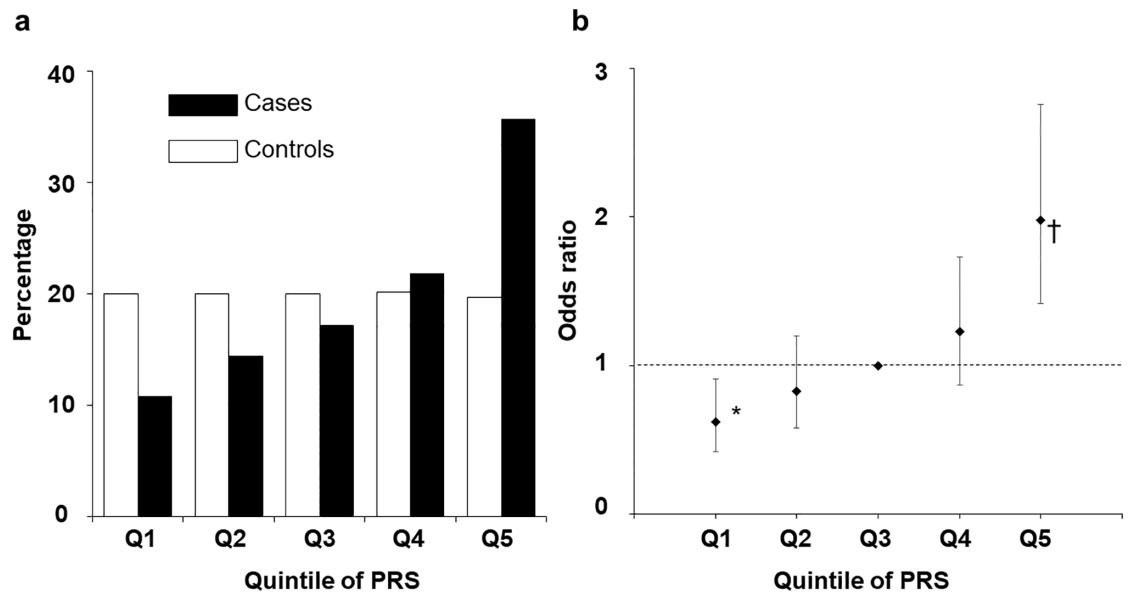 a
40
30
20
10
0
Percentage
Cases
Controls
Q1 Q2 Q3 Q4 Q5
Quintile of PRS
b
3
2
1
0
Odds ratio
*
†
Q1 Q2 Q3 Q4 Q5
Quintile of PRS